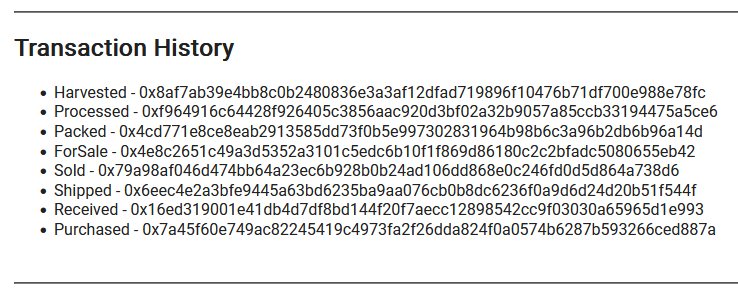 Transaction History
Harvested - 0x8af7ab39e4bb8c0b2480836e3a3af12dfad719896f10476b71df700e988e78fc
Processed - 0xf964916c64428f926405c3856aac920d3bf02a32b9057a85ccb33194475a5ce6
Packed - 0x4cd771e8ce8eab2913585dd73f0b5e997302831964b98b6c3a96b2db6b96a14d
ForSale - 0x4e8c2651c49a3d5352a3101c5edc6b10f1f869d86180c2c2bfadc5080655eb42
Sold - 0x79a98af046d474bb64a23ec6b928b0b24ad106dd868e0c246fd0d5d864a738d6
Shipped - 0x6eec4e2a3bfe9445a63bd6235ba9aa076cb0b8dc6236f0a9d6d24d20b51f544f
Received - 0x16ed319001e41db4d7df8bd144f20f7aecc12898542cc9f03030a65965d1e993
Purchased - 0x7a45f60e749ac82245419c4973fa2f26dda824f0a0574b6287b593266ced887a